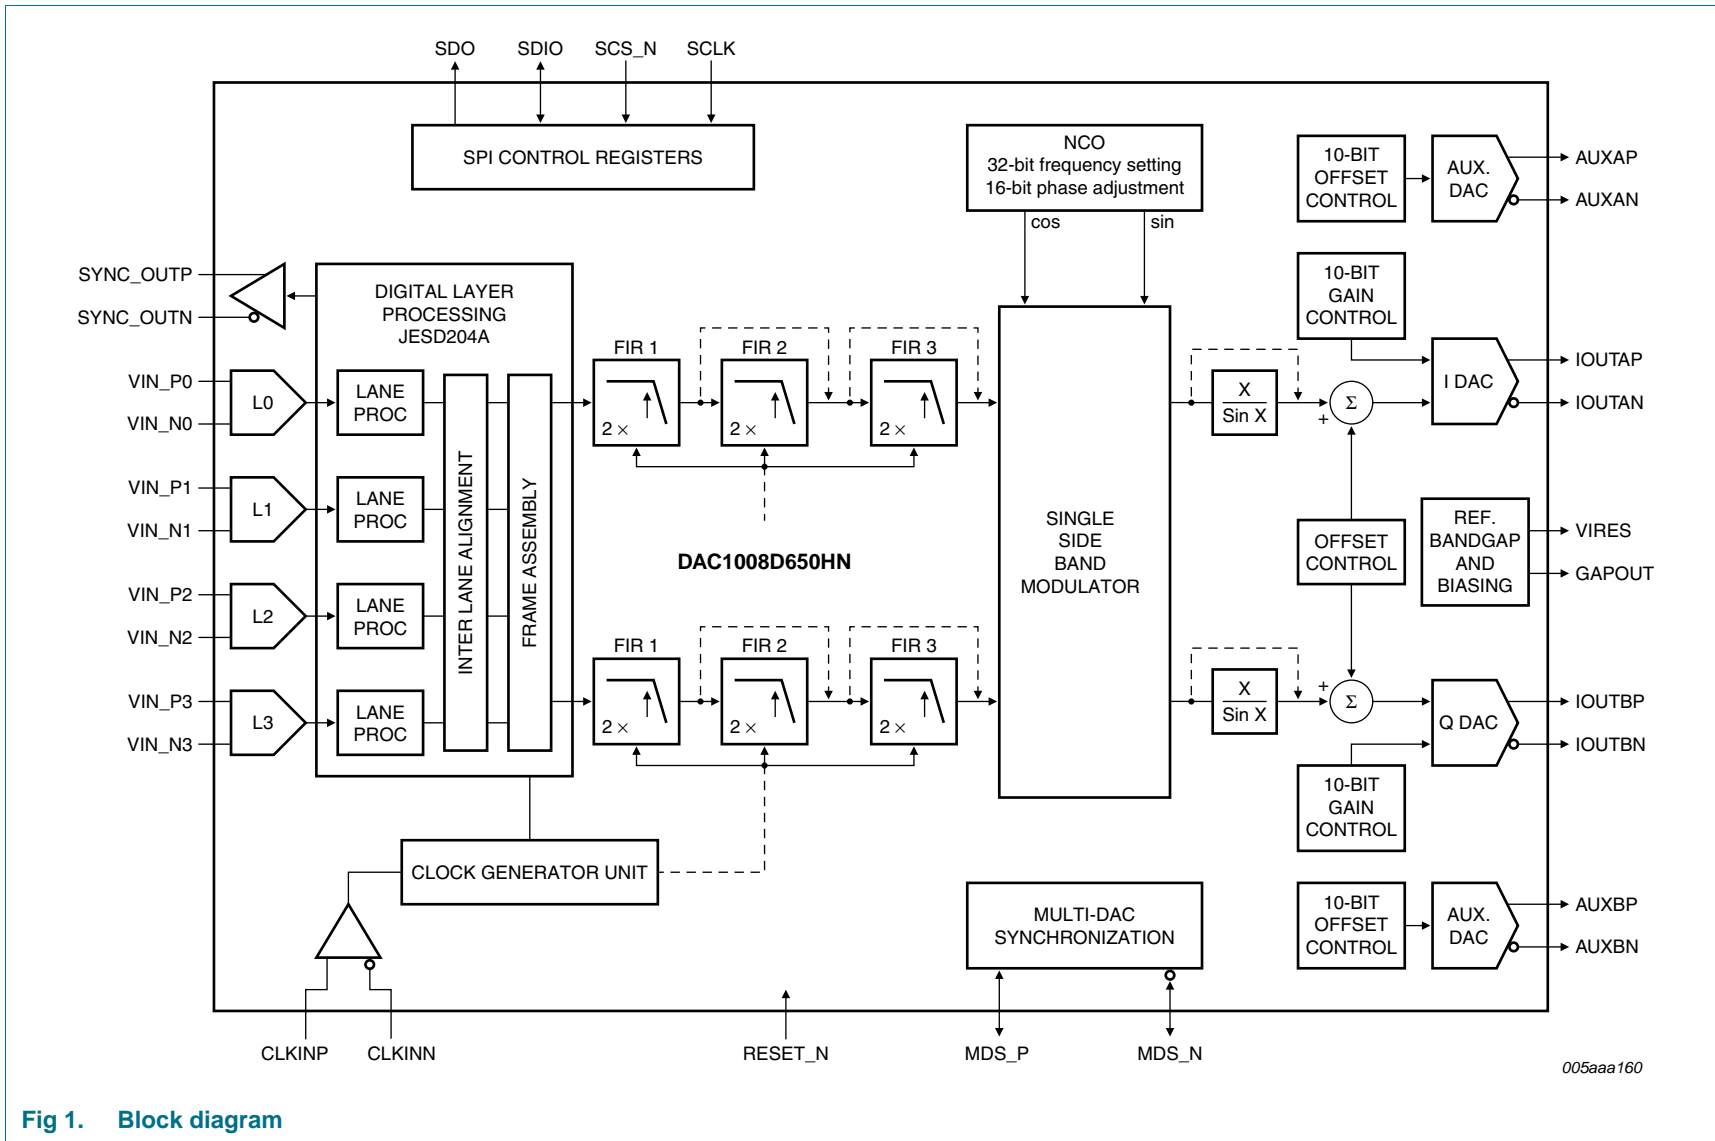 SDO SDIO SCS_N SCLK
SPI CONTROL REGISTERS
NCO
32-bit frequency setting
16-bit phase adjustment
cos sin
10-BIT
OFFSET
CONTROL
AUX.
DAC
AUXAP
AUXAN
SYNC_OUTP
SYNC_OUTN
DIGITAL LAYER
PROCESSING
JESD204A
10-BIT
GAIN
CONTROL
VIN_P0
VIN_N0
L0
LANE
PROC
FIR 1
2 ×
FIR 2
2 ×
FIR 3
2 ×
X
Sin X
+
Σ
I DAC
IOUTAP
IOUTAN
VIN_P1
VIN_N1
L1
LANE
PROC
INTER LANE ALIGNMENT
FRAME ASSEMBLY
DAC1008D650HN
SINGLE
SIDE
BAND
MODULATOR
OFFSET
CONTROL
REF.
BANDGAP
AND
BIASING
VIRES
GAPOUT
VIN_P2
VIN_N2
L2
LANE
PROC
VIN_P3
VIN_N3
L3
LANE
PROC
FIR 1
2 ×
FIR 2
2 ×
FIR 3
2 ×
X
Sin X
+
Σ
Q DAC
IOUTBP
IOUTBN
10-BIT
GAIN
CONTROL
CLOCK GENERATOR UNIT
MULTI-DAC
SYNCHRONIZATION
10-BIT
OFFSET
CONTROL
AUX.
DAC
AUXBP
AUXBN
CLKINP CLKINN RESET_N MDS_P MDS_N
005aaa160
Fig 1. Block diagram